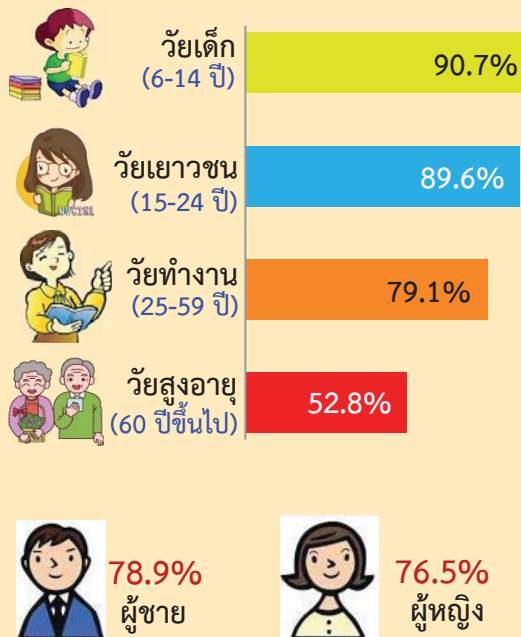 วัยเด็ก
(6-14 ปี)
90.7%
วัยเยาวชน
(15-24 ปี)
89.6%
วัยทำงาน
(25-59 ปี)
79.1%
วัยสูงอายุ
(60 ปีขึ้นไป)
52.8%
78.9%
ผู้ชาย
76.5%
ผู้หญิง